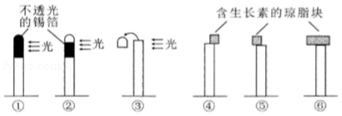 不透光
的锡箔
含生长素的琼脂块
光
光
光
① ② ③ ④ ⑤ ⑥